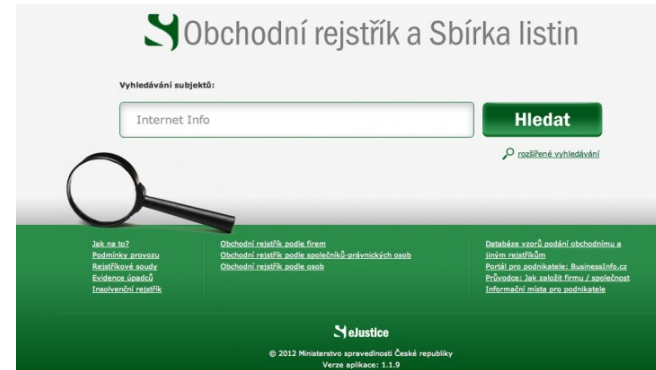 Obchodní rejstřík a Sbírka listin
Vyhledávání subjektů:
Internet Info
Hledat
rozšířené vyhledávání
Jak na to?
Podmínky provozu
Rejstříkové soudy
Evidence úpadců
Insolvenční rejstřík
Obchodní rejstřík podle firem
Obchodní rejstřík podle společníků-právnických osob
Obchodní rejstřík podle osob
Databáze vzorů podání obchodnímu a
jiným rejstříkům
Portál pro podnikatele: BusinessInfo.cz
Průvodce: Jak založit firmu / společnost
Informační místa pro podnikatele
eJustice
© 2012 Ministerstvo spravedlnosti České republiky
Verze aplikace: 1.1.9